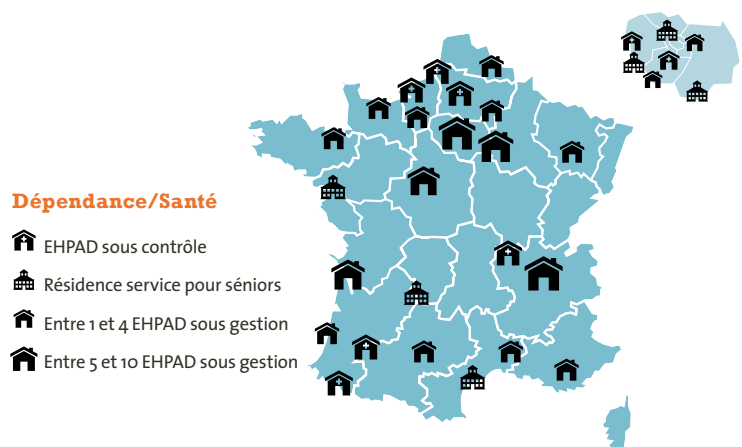 Dépendance/Santé
EHPAD sous contrôle
Résidence service pour séniors
Entre 1 et 4 EHPAD sous gestion
Entre 5 et 10 EHPAD sous gestion